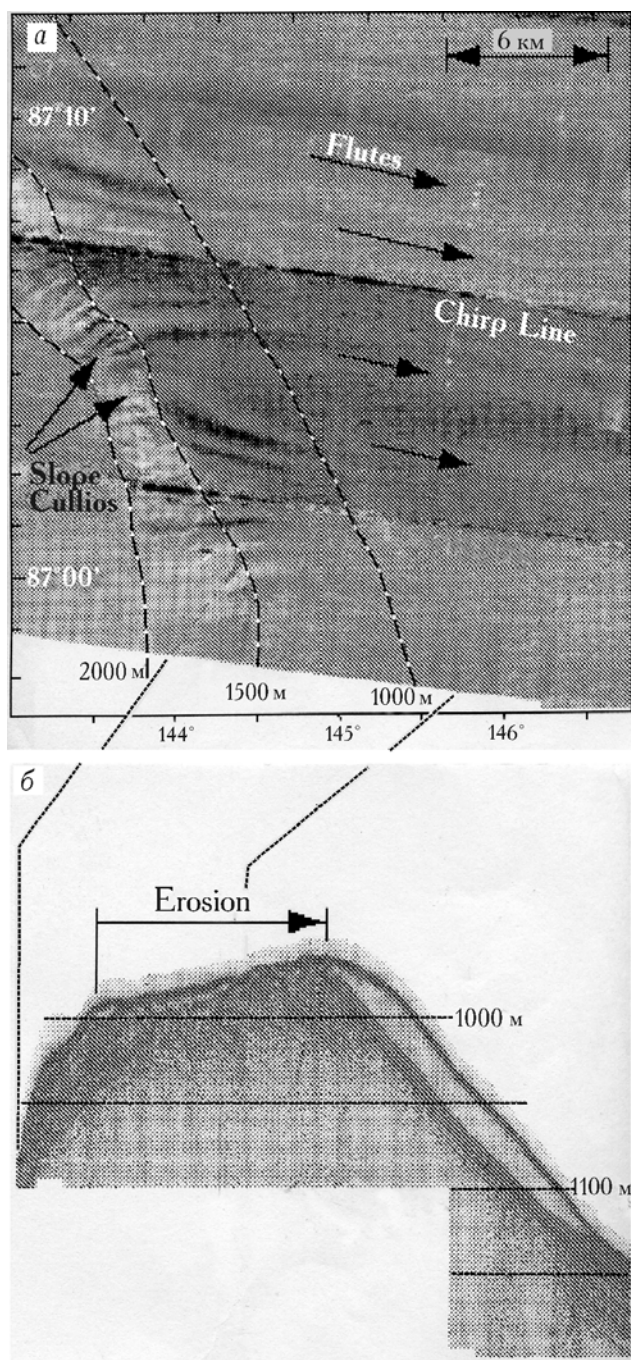 а
6 км
87°10'
Flutes
Chirp Line
Slope
Cullios
87°00'
2000 м
1500 м
1000 м
144°
145°
146°
б
Erosion
1000 м
1100 м